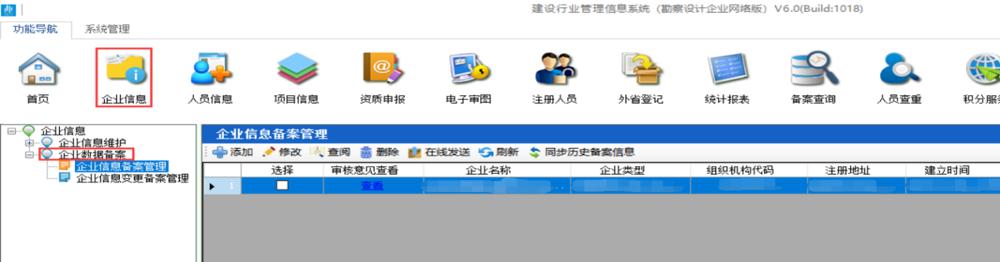 建设行业管理信息系统（勘察设计企业网络版）V6.0(Build:1018)
功能导航 系统管理
首页 企业信息 人员信息 项目信息 资质申报 电子审图 注册人员 外省登记 统计报表 备案查询 人员查重 积分服
企业信息
企业信息维护
企业数据备案
企业信息备案管理
企业信息变更备案管理
企业信息备案管理
添加 修改 查阅 删除 在线发送 刷新 同步历史备案信息
选择 审核意见查看 企业名称 企业类型 组织机构代码 注册地址 建立时间
1 查看